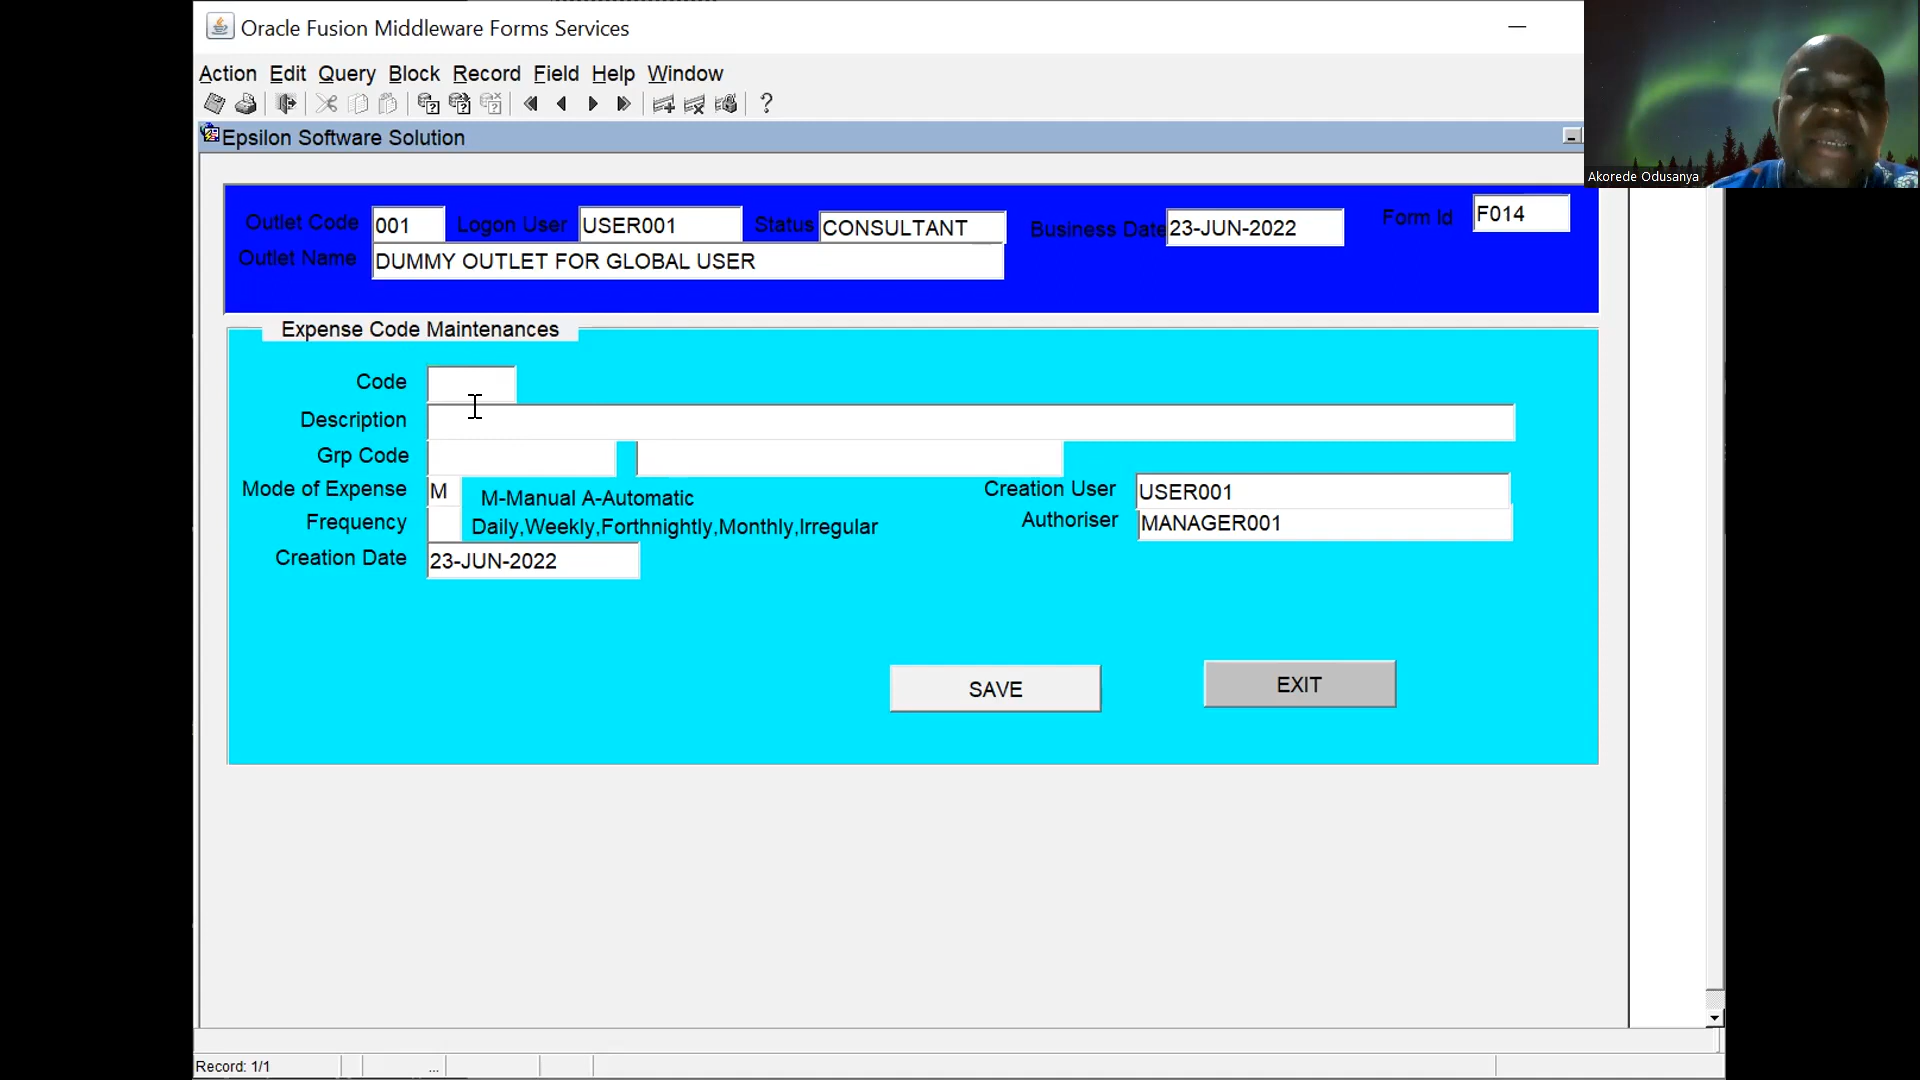 Oracle Fusion Middleware Forms Services
Action Edit Query Block Record Field Help Window
Epsilon Software Solution
Akorede Odusanya
Outlet Code 001 Logon User USER001 Status CONSULTANT Business Date 23-JUN-2022 Form Id F014
Outlet Name DUMMY OUTLET FOR GLOBAL USER
Expense Code Maintenances
Code
Description
Grp Code
Mode of Expense M M-Manual A-Automatic Creation User USER001
Frequency Daily,Weekly,Forthnightly,Monthly,Irregular Authoriser MANAGER001
Creation Date 23-JUN-2022
SAVE EXIT
Record: 1/1 ...